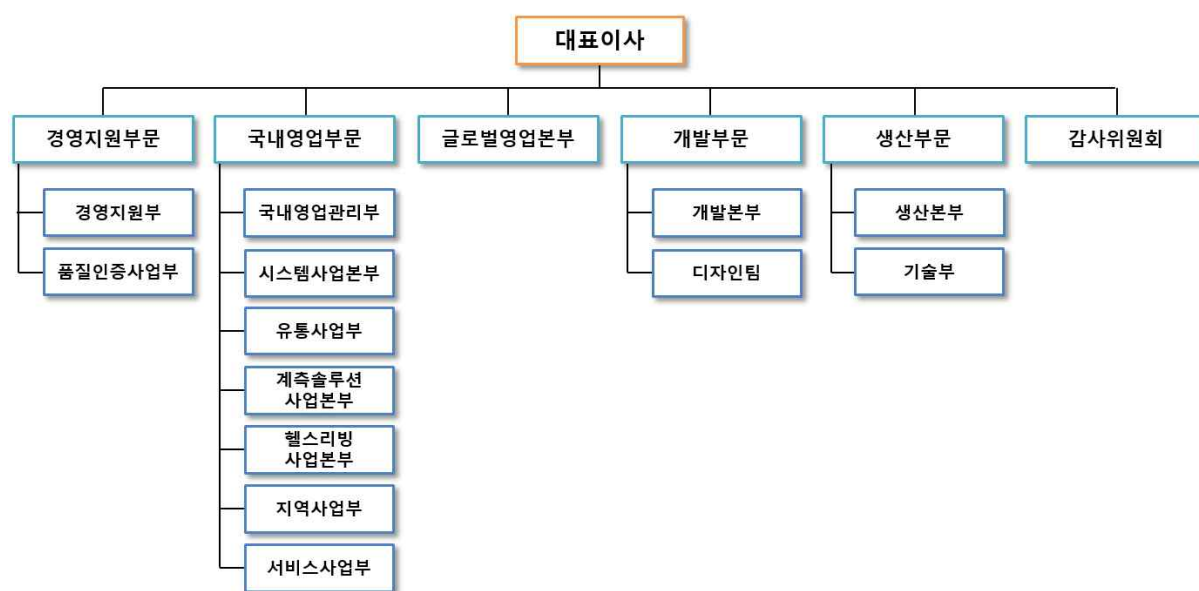 대표이사
경영지원부문
국내영업부문
글로벌영업본부
개발부문
생산부문
감사위원회
경영지원부
품질인증사업부
국내영업관리부
시스템사업본부
유통사업부
계측솔루션
사업본부
헬스리빙
사업본부
지역사업부
서비스사업부
개발본부
디자인팀
생산본부
기술부